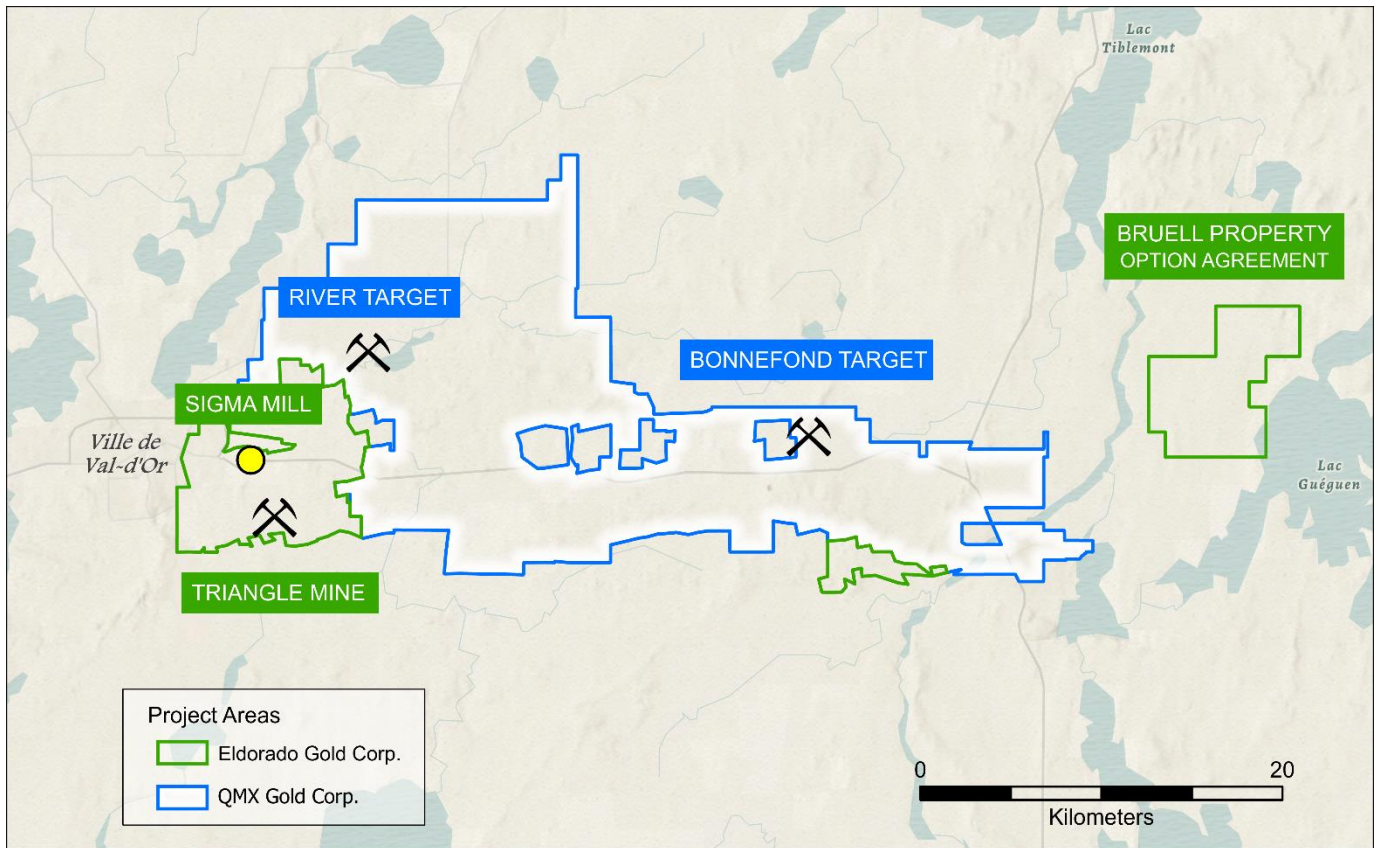 Lac
Tiblemont
BRUELL PROPERTY
OPTION AGREEMENT
RIVER TARGET
BONNEFOND TARGET
SIGMA MILL
Ville de
Val-d'Or
Lac
Guéguen
TRIANGLE MINE
Project Areas
Eldorado Gold Corp.
QMX Gold Corp.
0 20
Kilometers